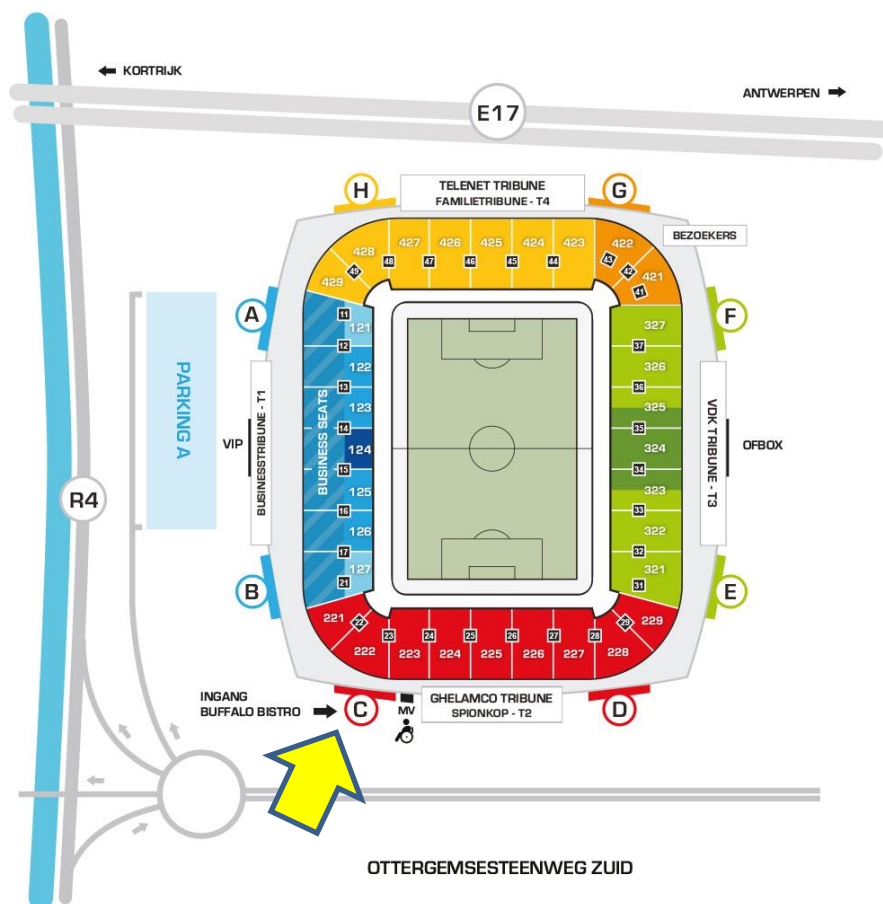 KORTRIJK
ANTWERPEN
E17
H
TELENET TRIBUNE
FAMILIETRIBUNE - T4
G
BEZOEKERS
429
428
427
426
425
424
423
422
421
49
48
47
46
45
44
43
42
41
A
F
PARKING A
VIP
BUSINESSTRIBUNE - T1
BUSINESS SEATS
11
121
12
122
13
123
14
124
15
125
16
126
17
127
21
327
37
326
36
325
35
324
34
323
33
322
32
321
31
VDK TRIBUNE - T3
OFBOX
R4
B
E
221
22
222
23
223
24
224
25
225
26
226
27
227
28
228
29
229
INGANG
BUFFALO BISTRO
C
MV
GHELAMCO TRIBUNE
SPIONKOP - T2
D
OTTERGEMSESTEENWEG ZUID